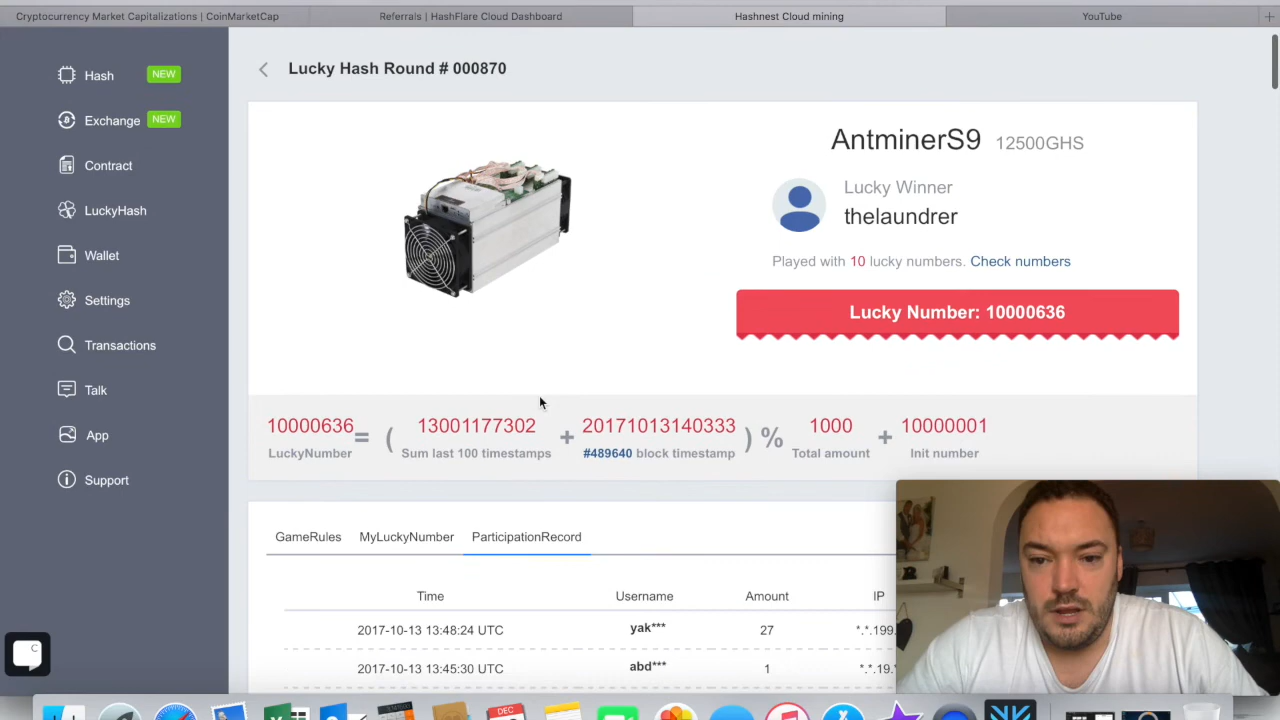 Cryptocurrency Market Capitalizations | CoinMarketCap
Referrals | HashFlare Cloud Dashboard
Hashnest Cloud mining
YouTube
Hash NEW
Exchange NEW
Contract
LuckyHash
Wallet
Settings
Transactions
Talk
App
Support
Lucky Hash Round # 000870
AntminerS9 12500GHS
Lucky Winner
thelaundrer
Played with 10 lucky numbers. Check numbers
Lucky Number: 10000636
10000636 = ( 13001177302 + 20171013140333 ) % 1000 + 10000001
LuckyNumber Sum last 100 timestamps #489640 block timestamp Total amount Init number
GameRules MyLuckyNumber ParticipationRecord
Time Username Amount IP
2017-10-13 13:48:24 UTC yak*** 27 *.*.199.
2017-10-13 13:45:30 UTC abd*** 1 *.*.19.*
DEC